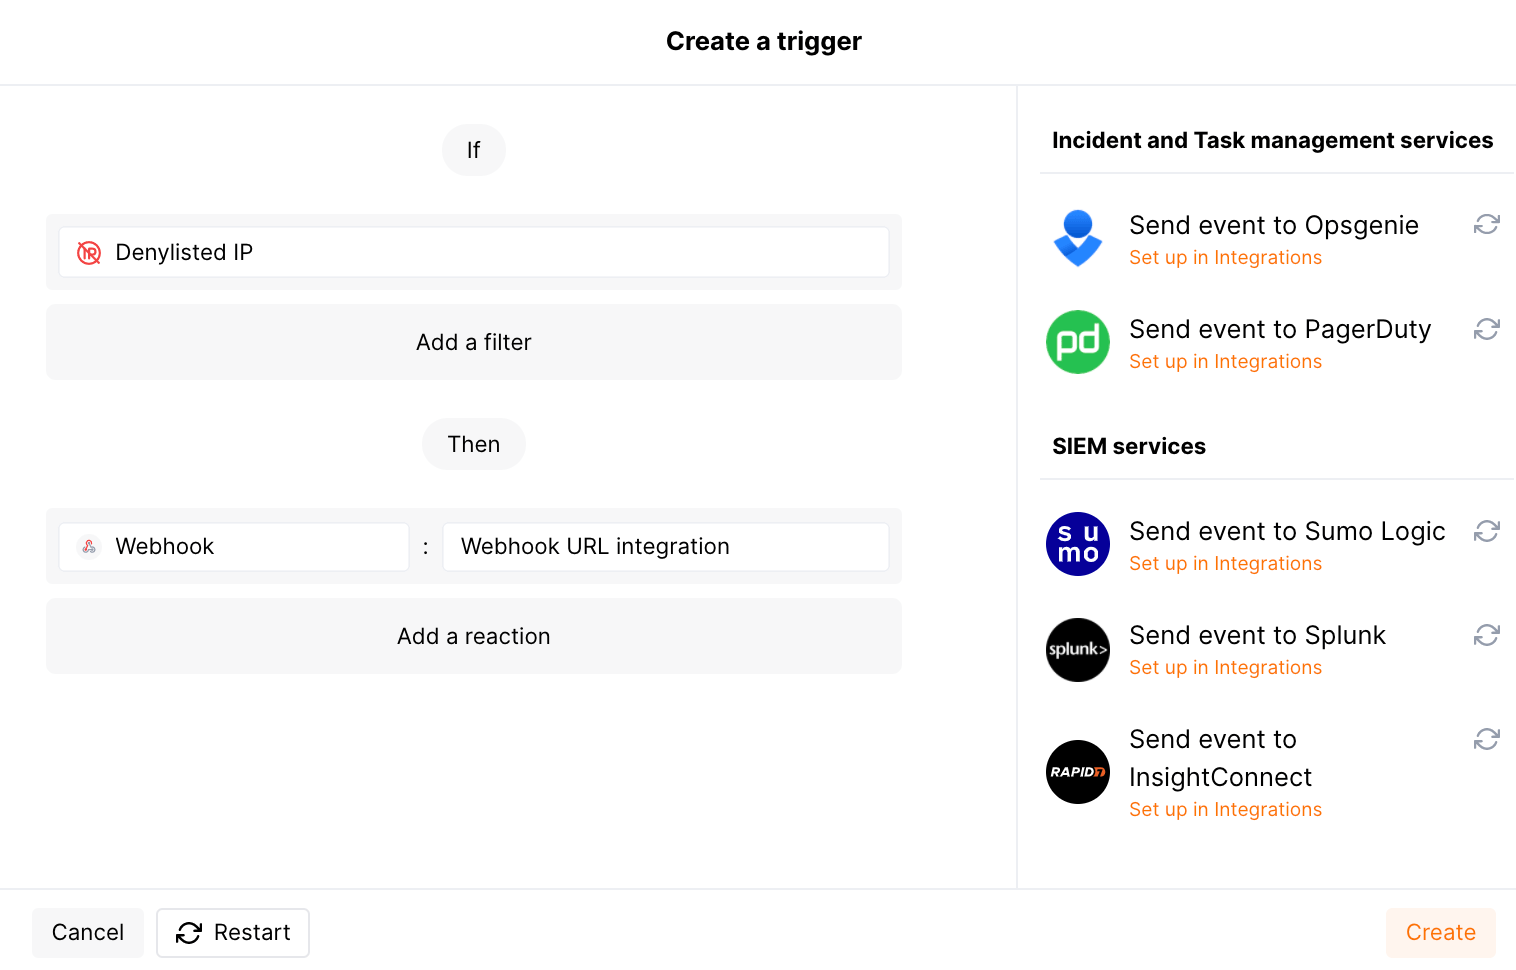 Create a trigger
If
IP
Denylisted IP
Add a filter
Then
Webhook : Webhook URL integration
Add a reaction
Incident and Task management services
Send event to Opsgenie
Set up in Integrations
pd
Send event to PagerDuty
Set up in Integrations
SIEM services
su
mo
Send event to Sumo Logic
Set up in Integrations
splunk>
Send event to Splunk
Set up in Integrations
RAPID7
Send event to
InsightConnect
Set up in Integrations
Cancel
Restart
Create